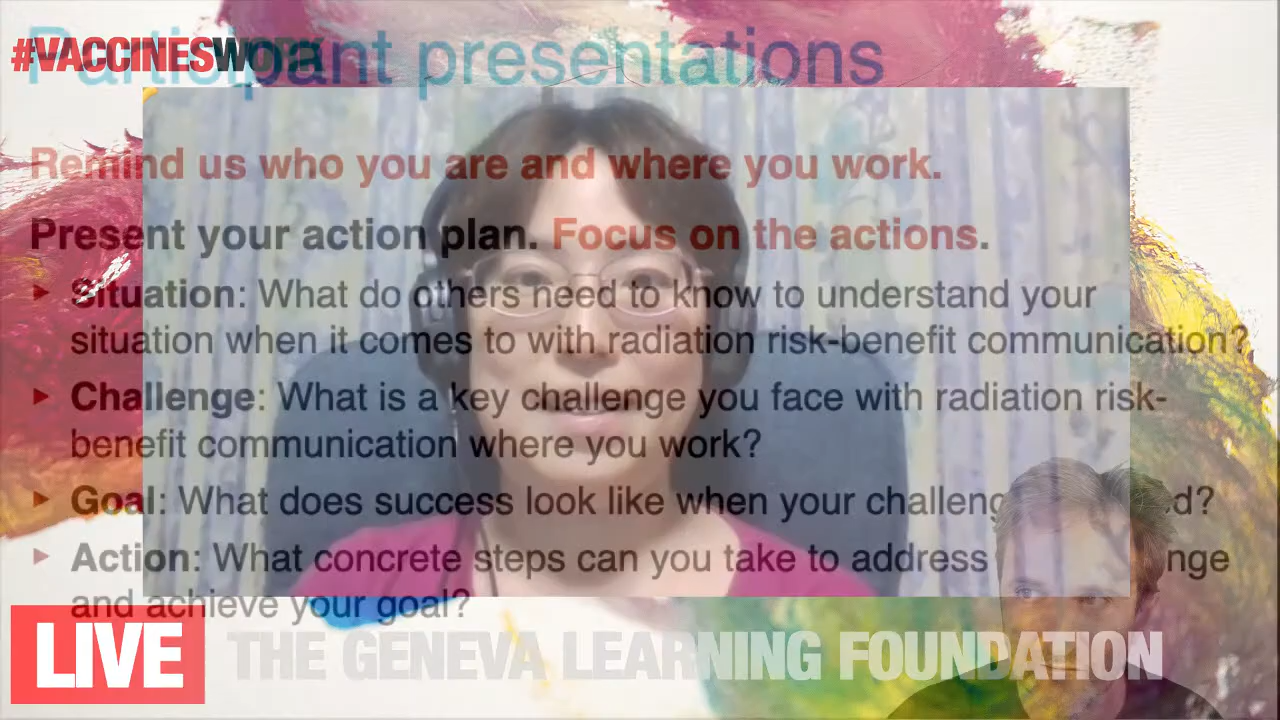 Participant presentations
#VACCINESWORK
Remind us who you are and where you work.
Present your action plan. Focus on the actions.
Situation: What do others need to know to understand your
situation when it comes to with radiation risk-benefit communication?
Challenge: What is a key challenge you face with radiation risk-
benefit communication where you work?
Goal: What does success look like when your
Action: What concrete steps can you take to address
and achieve your goal?
LIVE THE GENEVA LEARNING FOUNDATION